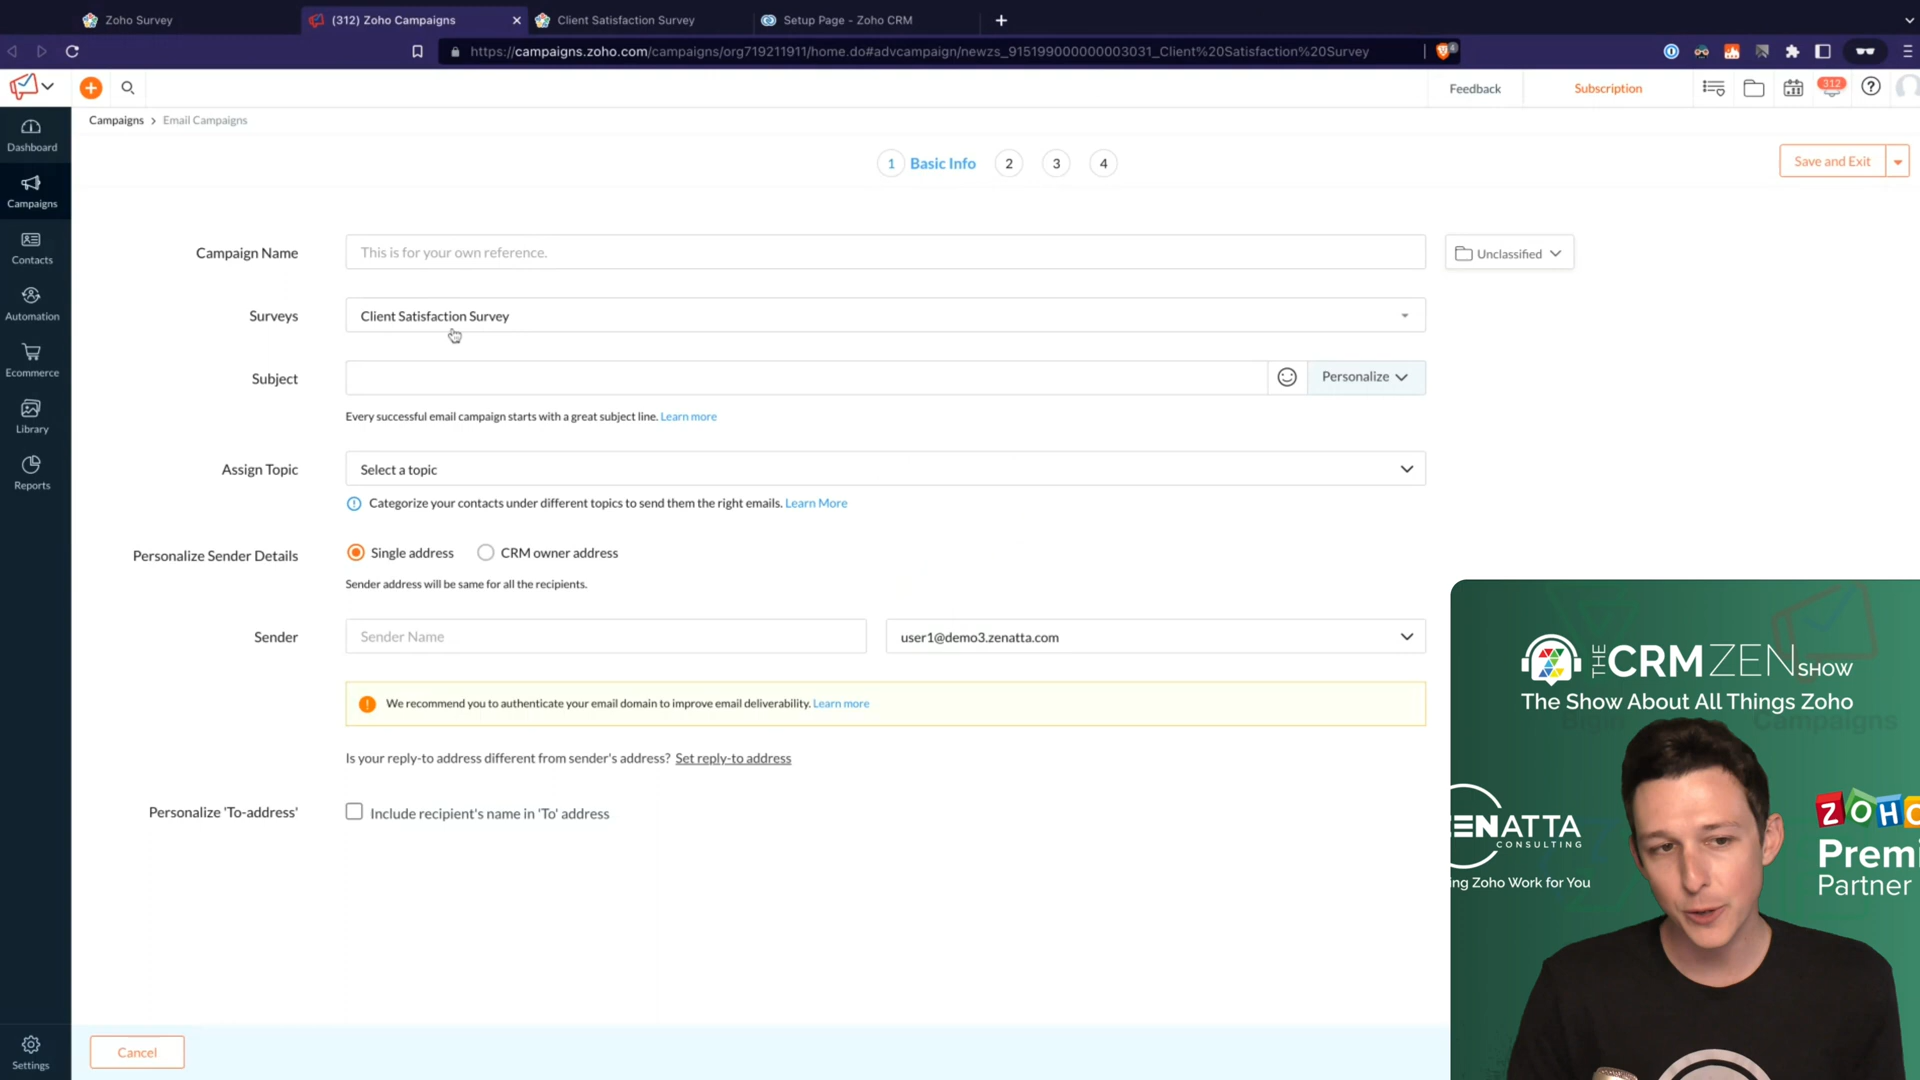 Zoho Survey
(312) Zoho Campaigns
Client Satisfaction Survey
Setup Page - Zoho CRM
https://campaigns.zoho.com/campaigns/org719211911/home.do#advcampaign/newzs_915199000000003031_Client%20Satisfaction%20Survey
4
Feedback
Subscription
312
Campaigns > Email Campaigns
1 Basic Info 2 3 4
Save and Exit
Dashboard
Campaigns
Contacts
Automation
Ecommerce
Library
Reports
Settings
Campaign Name
This is for your own reference.
Unclassified
Surveys
Client Satisfaction Survey
Subject
Personalize
Every successful email campaign starts with a great subject line. Learn more
Assign Topic
Select a topic
Categorize your contacts under different topics to send them the right emails. Learn More
Personalize Sender Details
Single address
CRM owner address
Sender address will be same for all the recipients.
Sender
Sender Name
user1@demo3.zenatta.com
We recommend you to authenticate your email domain to improve email deliverability. Learn more
Is your reply-to address different from sender's address? Set reply-to address
Personalize 'To-address'
Include recipient's name in 'To' address
Cancel
THE CRM ZEN SHOW
The Show About All Things Zoho
Bigin
Campaigns
ENATTA
CONSULTING
ing Zoho Work for You
ZOHO
Premi
Partner